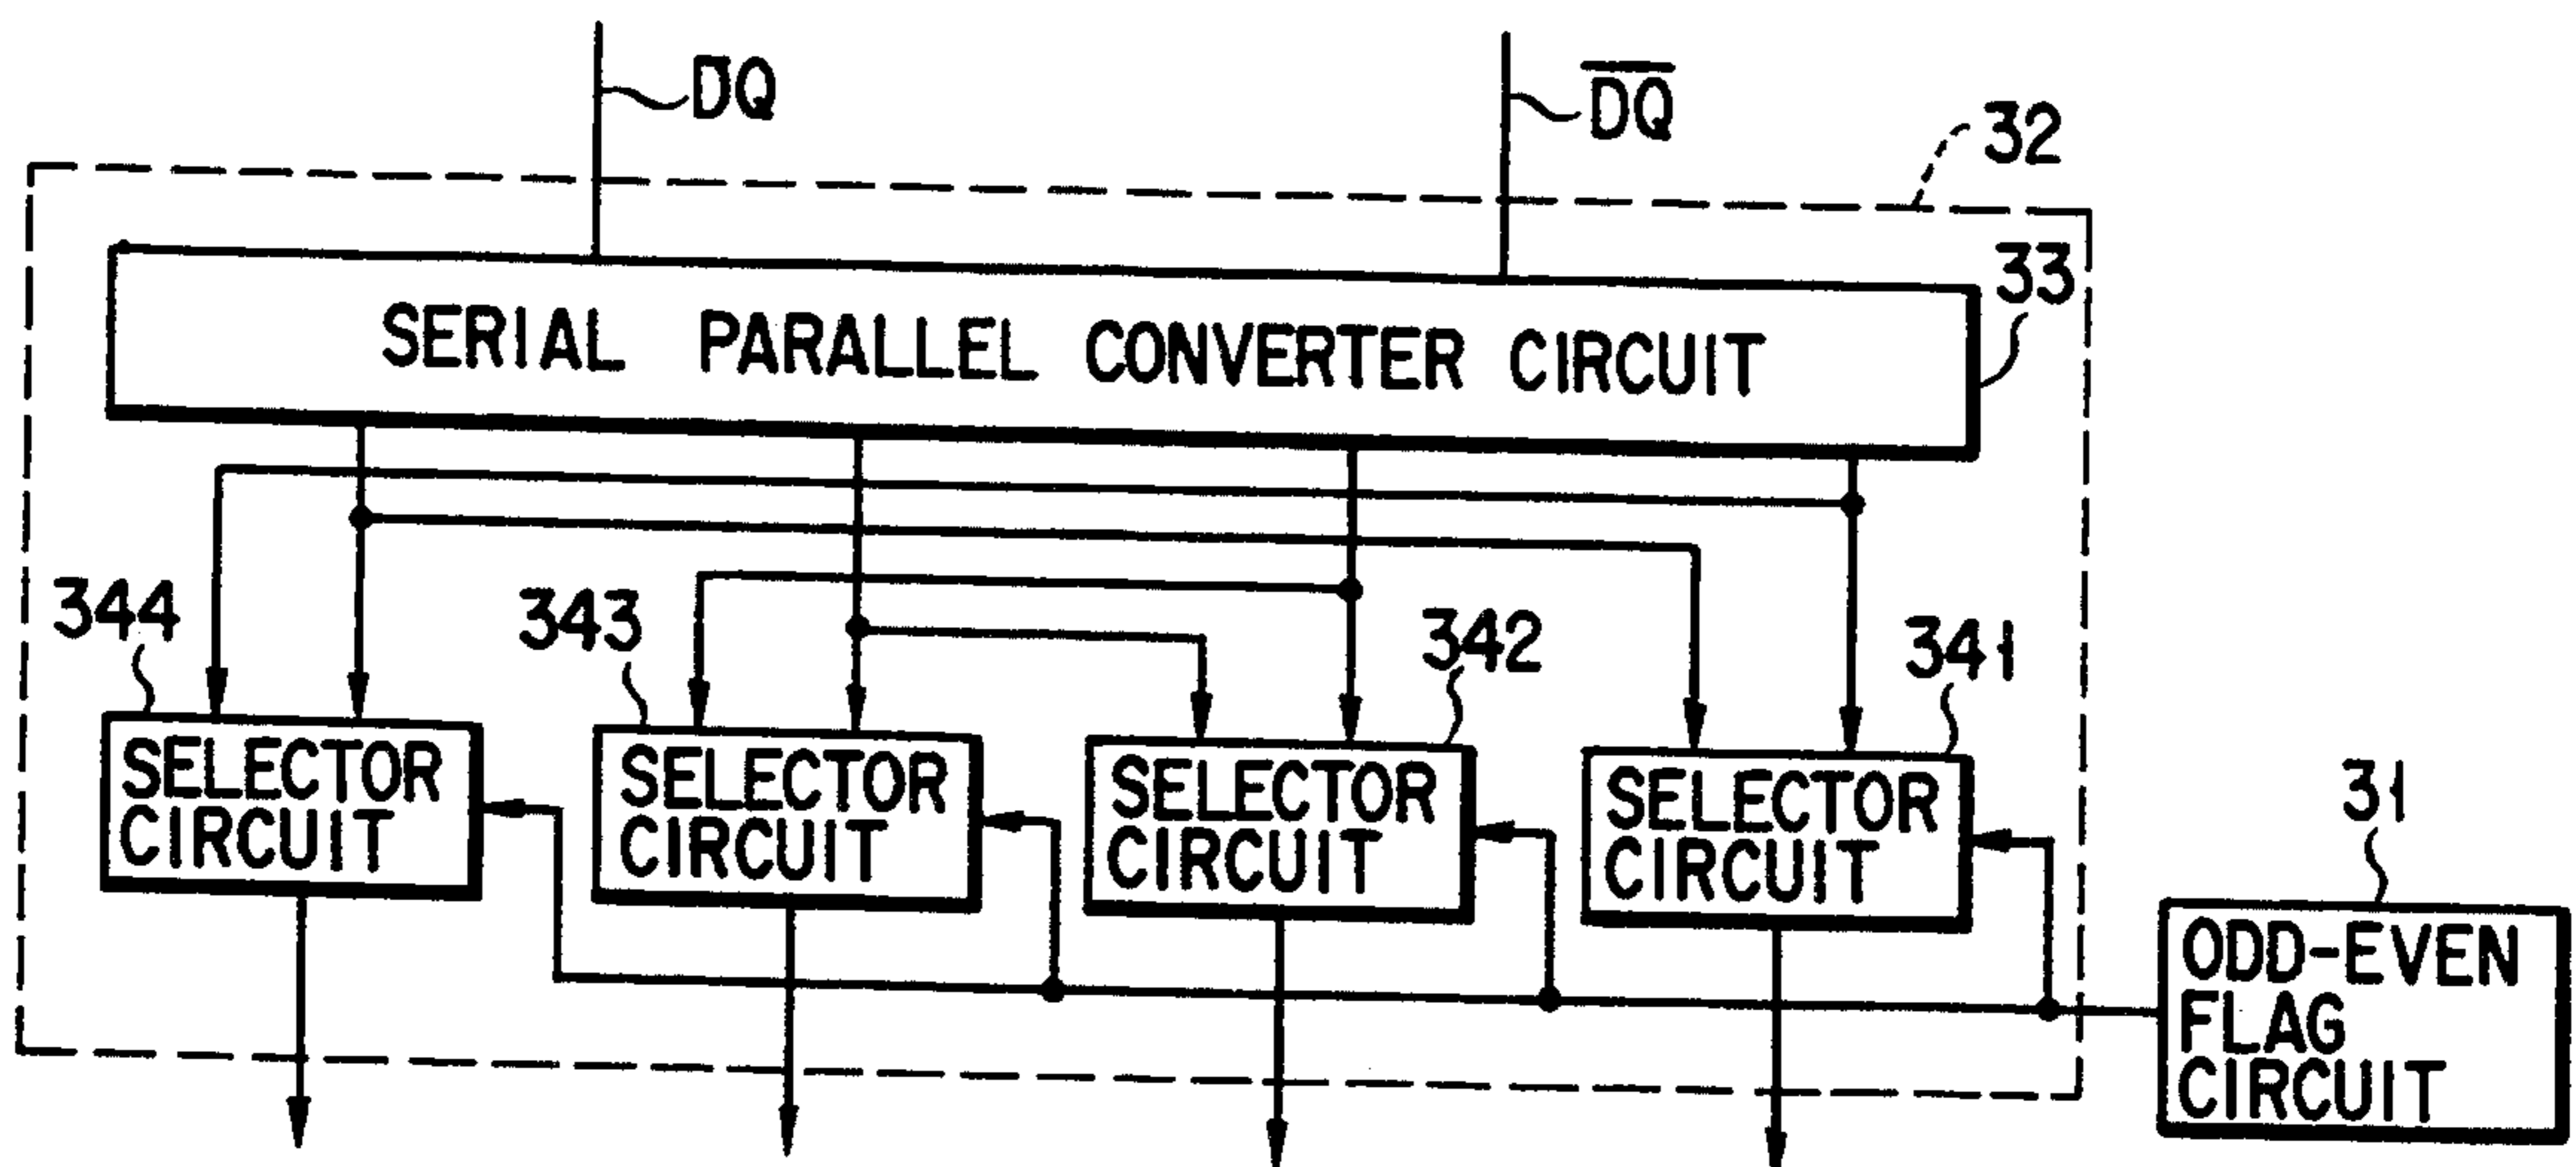 DQ
D̅Q̅
32
33
SERIAL PARALLEL CONVERTER CIRCUIT
344
343
342
341
SELECTOR
CIRCUIT
SELECTOR
CIRCUIT
SELECTOR
CIRCUIT
SELECTOR
CIRCUIT
31
ODD-EVEN
FLAG
CIRCUIT